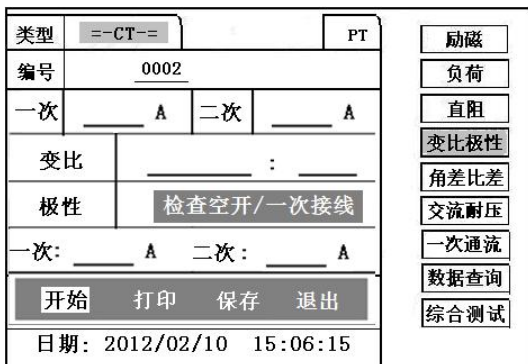 类型 =-CT-= PT
编号 0002
一次 A 二次 A
变比 :
极性 检查空开/一次接线
一次: A 二次: A
开始 打印 保存 退出
日期: 2012/02/10 15:06:15
励磁
负荷
直阻
变比极性
角差比差
交流耐压
一次通流
数据查询
综合测试